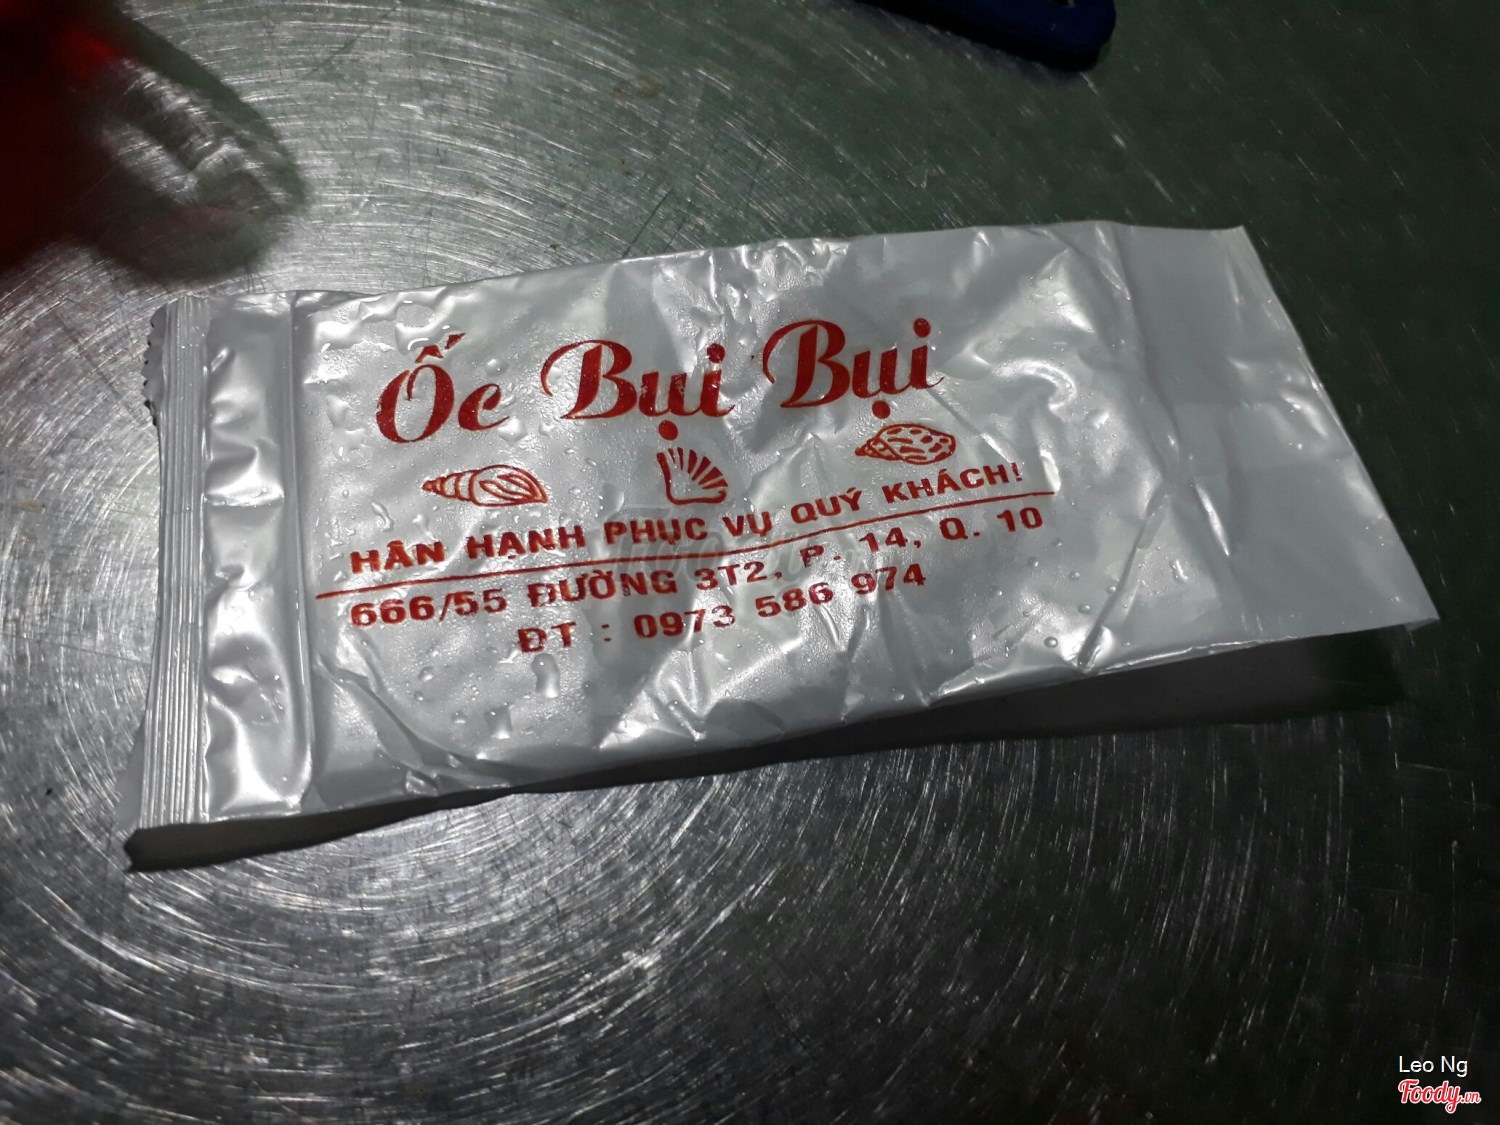 Ốc Bụi Bụi
HÂN HẠNH PHỤC VỤ QUÝ KHÁCH!
666/55 ĐƯỜNG 3T2, P. 14, Q. 10
ĐT : 0973 586 974
Leo Ng
Foody.vn